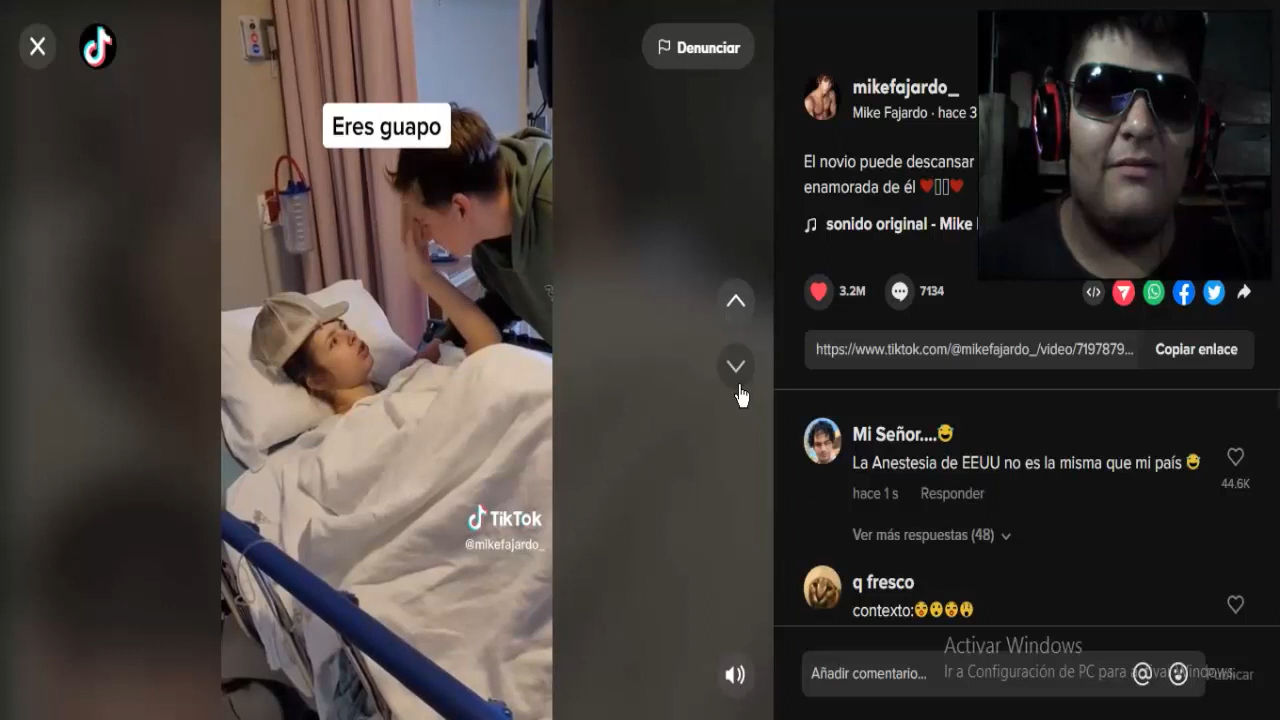 Denunciar
Eres guapo
TikTok
@mikefajardo_
mikefajardo_
Mike Fajardo · hace 3
El novio puede descansar
enamorada de él
sonido original - Mike
3.2M
7134
https://www.tiktok.com/@mikefajardo_/video/7197879...
Copiar enlace
Mi Señor....😅
La Anestesia de EEUU no es la misma que mi país 😅
44.6K
hace 1 s Responder
Ver más respuestas (48)
q fresco
contexto:
Activar Windows
Añadir comentario...
Ir a Configuración de PC para